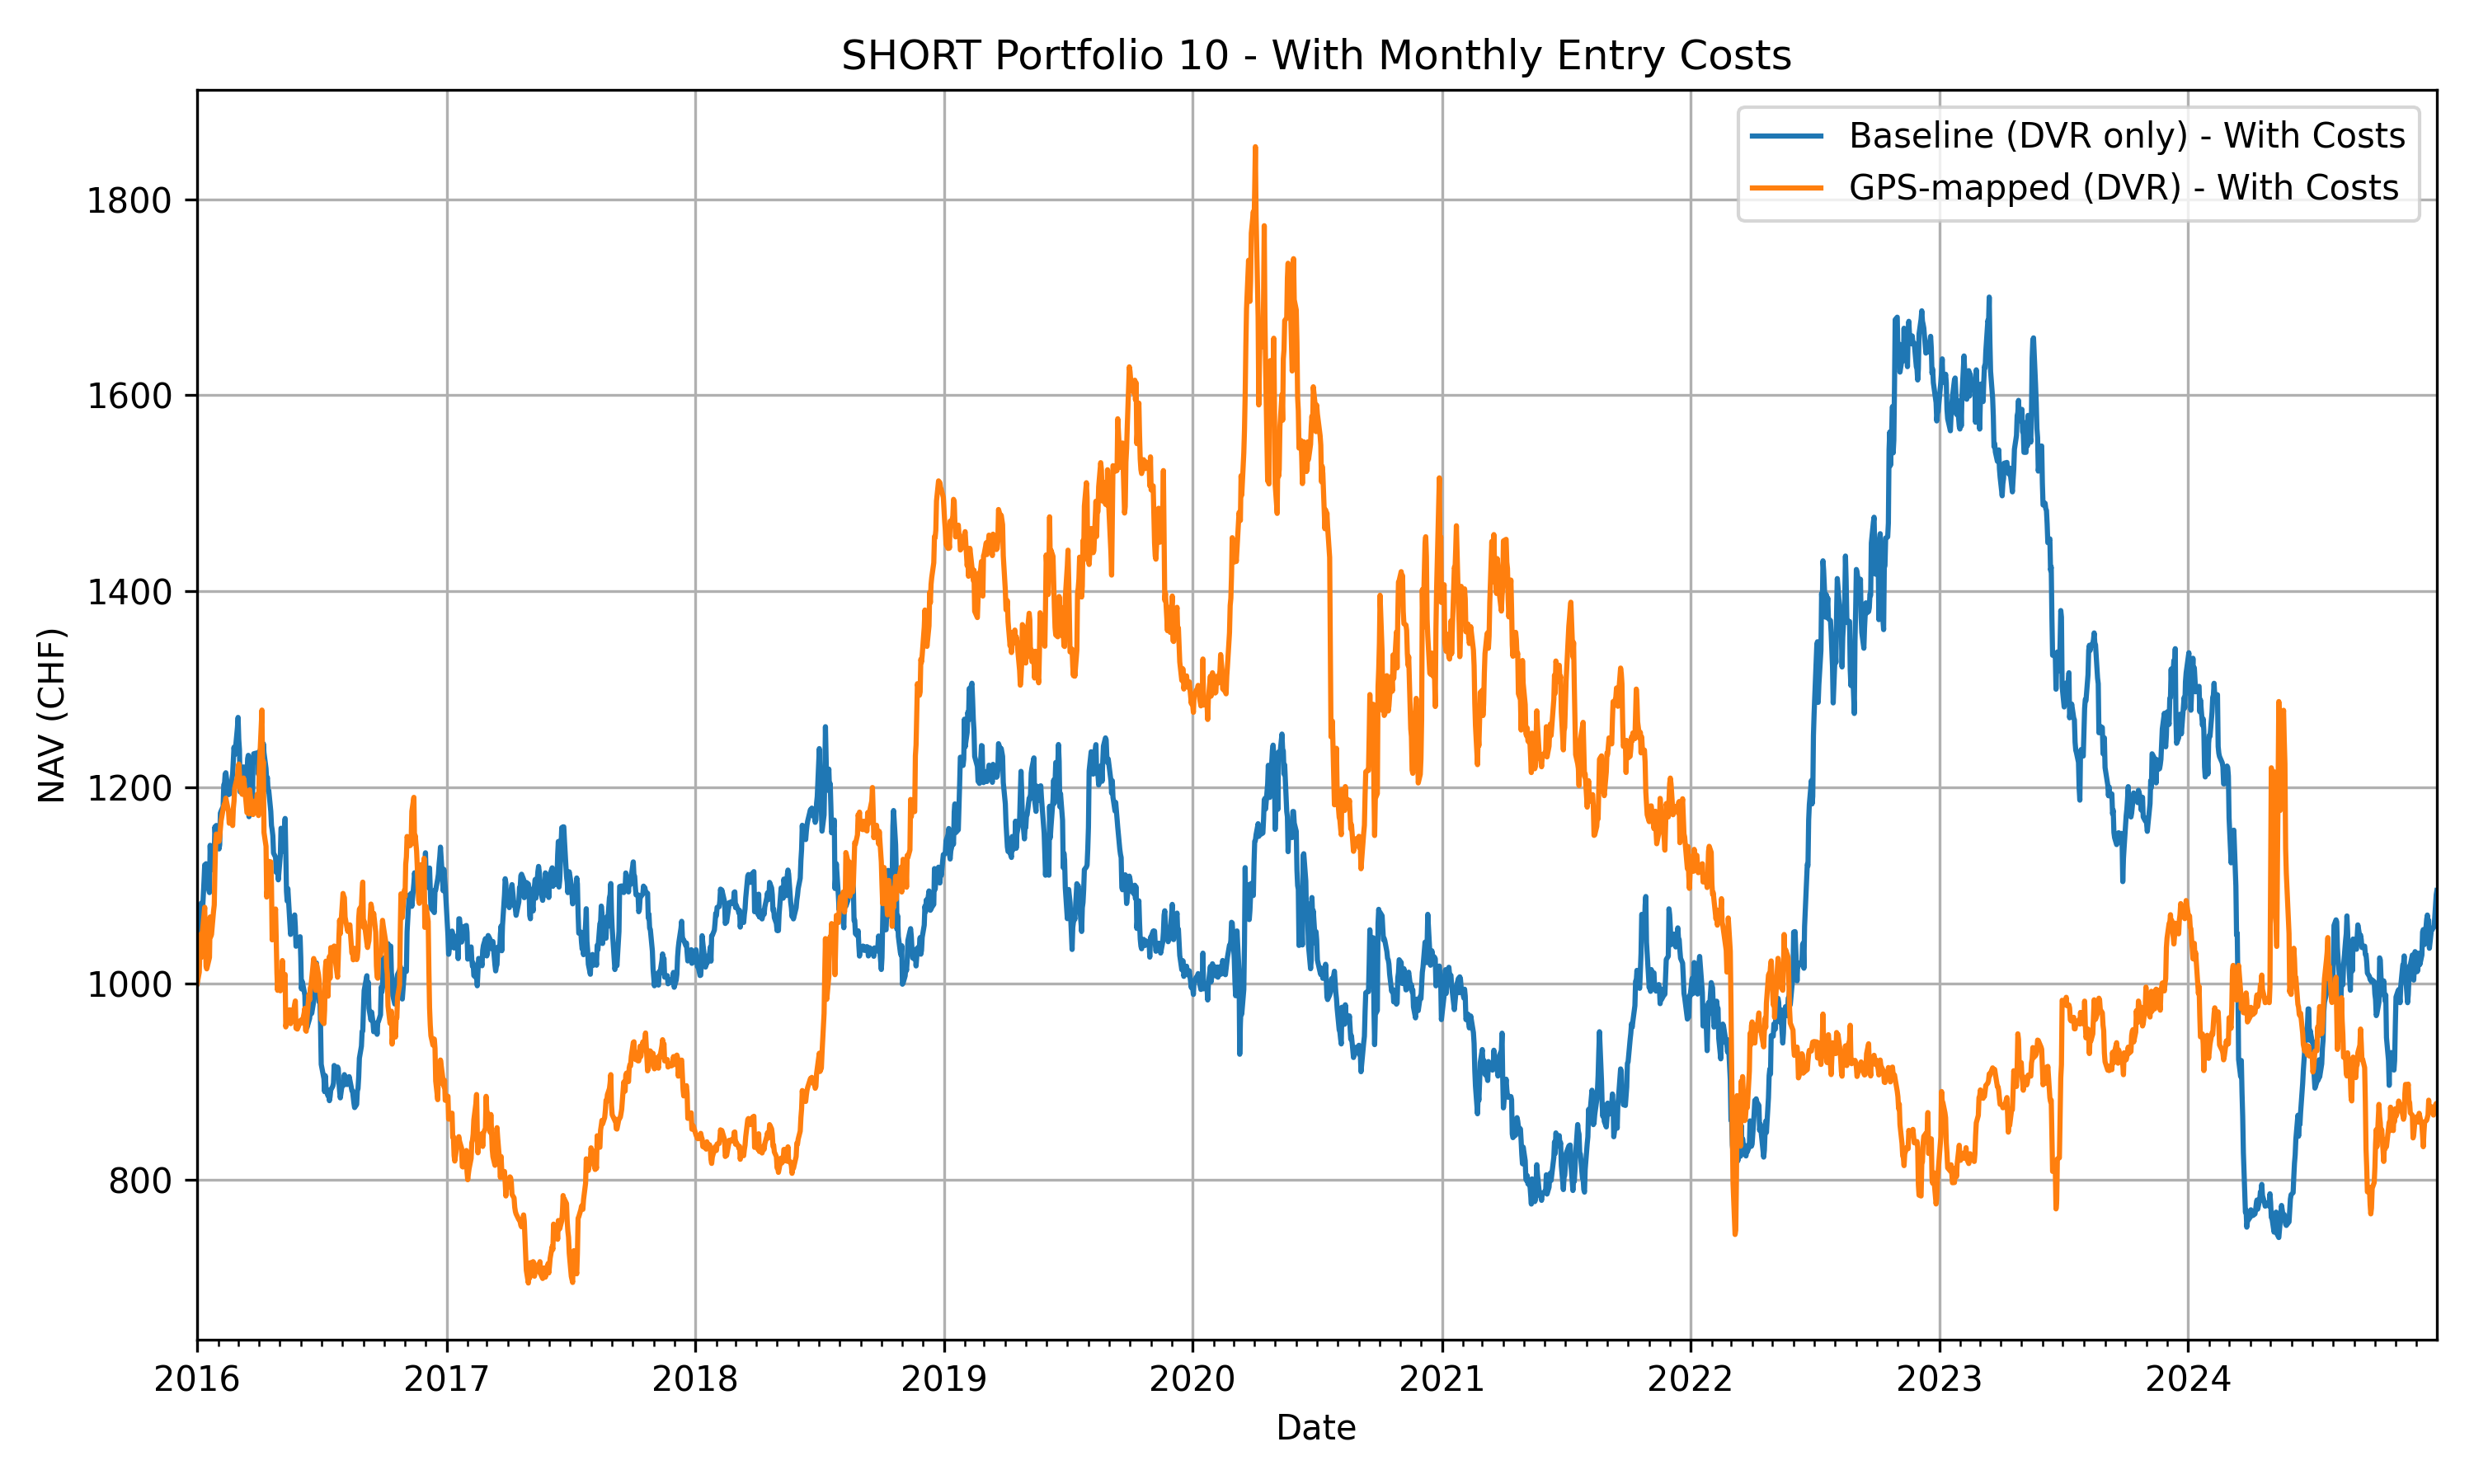 SHORT Portfolio 10 - With Monthly Entry Costs
Baseline (DVR only) - With Costs
GPS-mapped (DVR) - With Costs
NAV (CHF)
1800
1600
1400
1200
1000
800
2016 2017 2018 2019 2020 2021 2022 2023 2024
Date